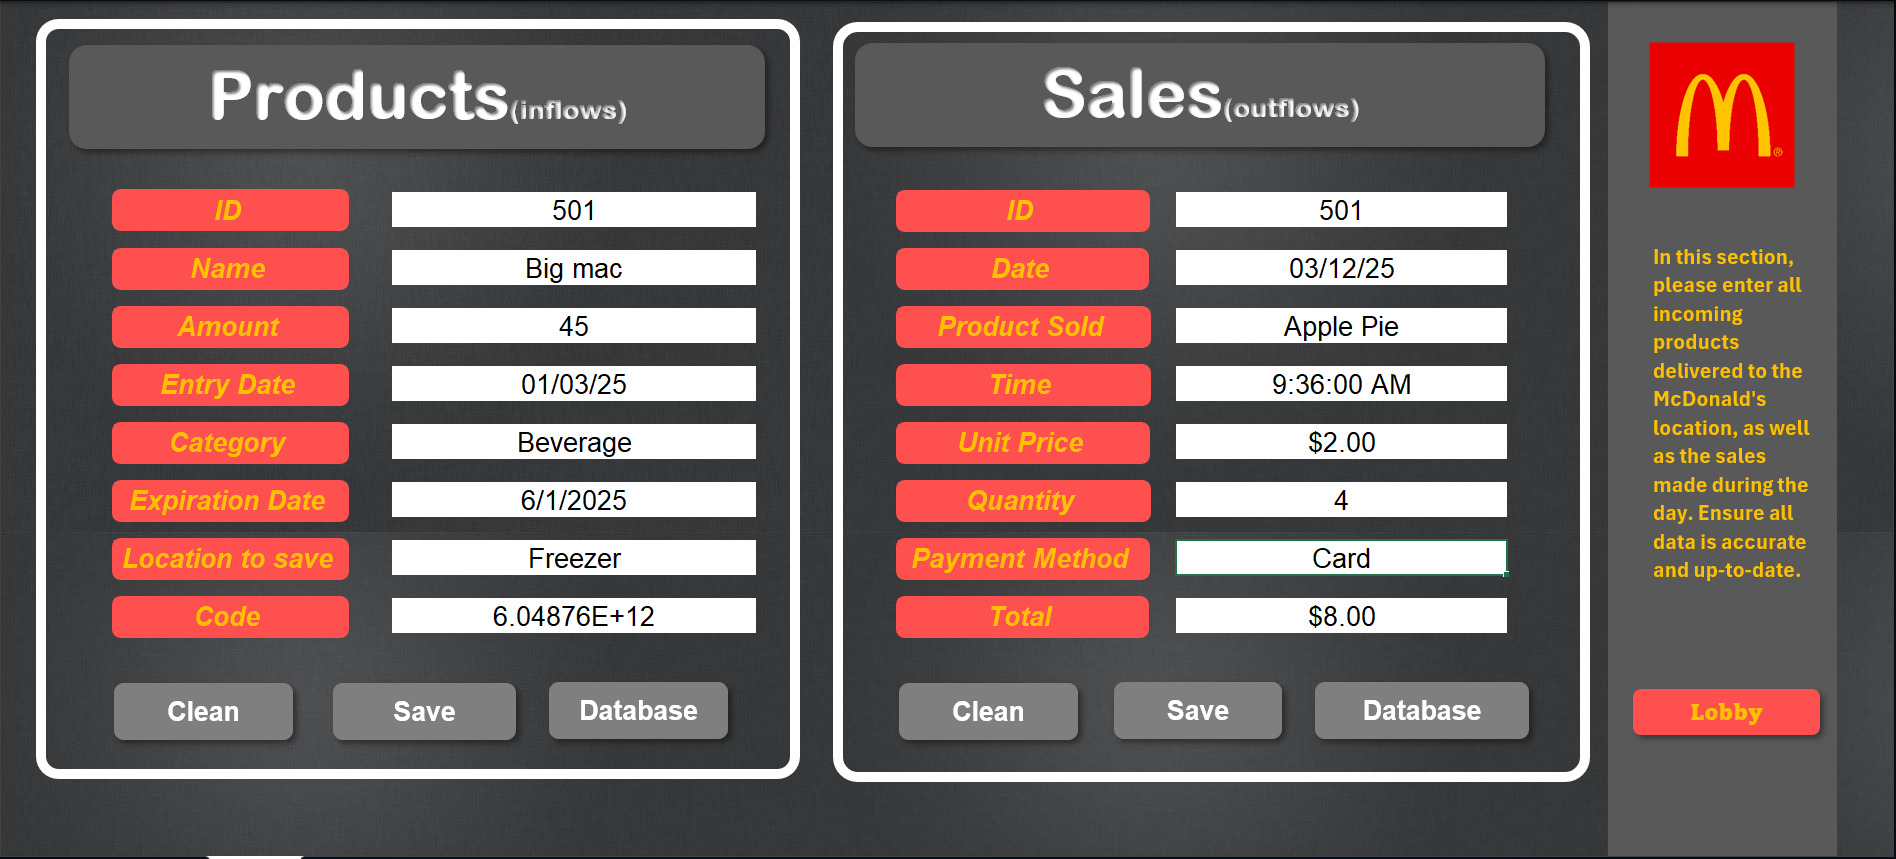 Products(inflows)
ID 501
Name Big mac
Amount 45
Entry Date 01/03/25
Category Beverage
Expiration Date 6/1/2025
Location to save Freezer
Code 6.04876E+12
Clean Save Database
Sales(outflows)
ID 501
Date 03/12/25
Product Sold Apple Pie
Time 9:36:00 AM
Unit Price $2.00
Quantity 4
Payment Method Card
Total $8.00
Clean Save Database
M®
In this section,
please enter all
incoming
products
delivered to the
McDonald's
location, as well
as the sales
made during the
day. Ensure all
data is accurate
and up-to-date.
Lobby